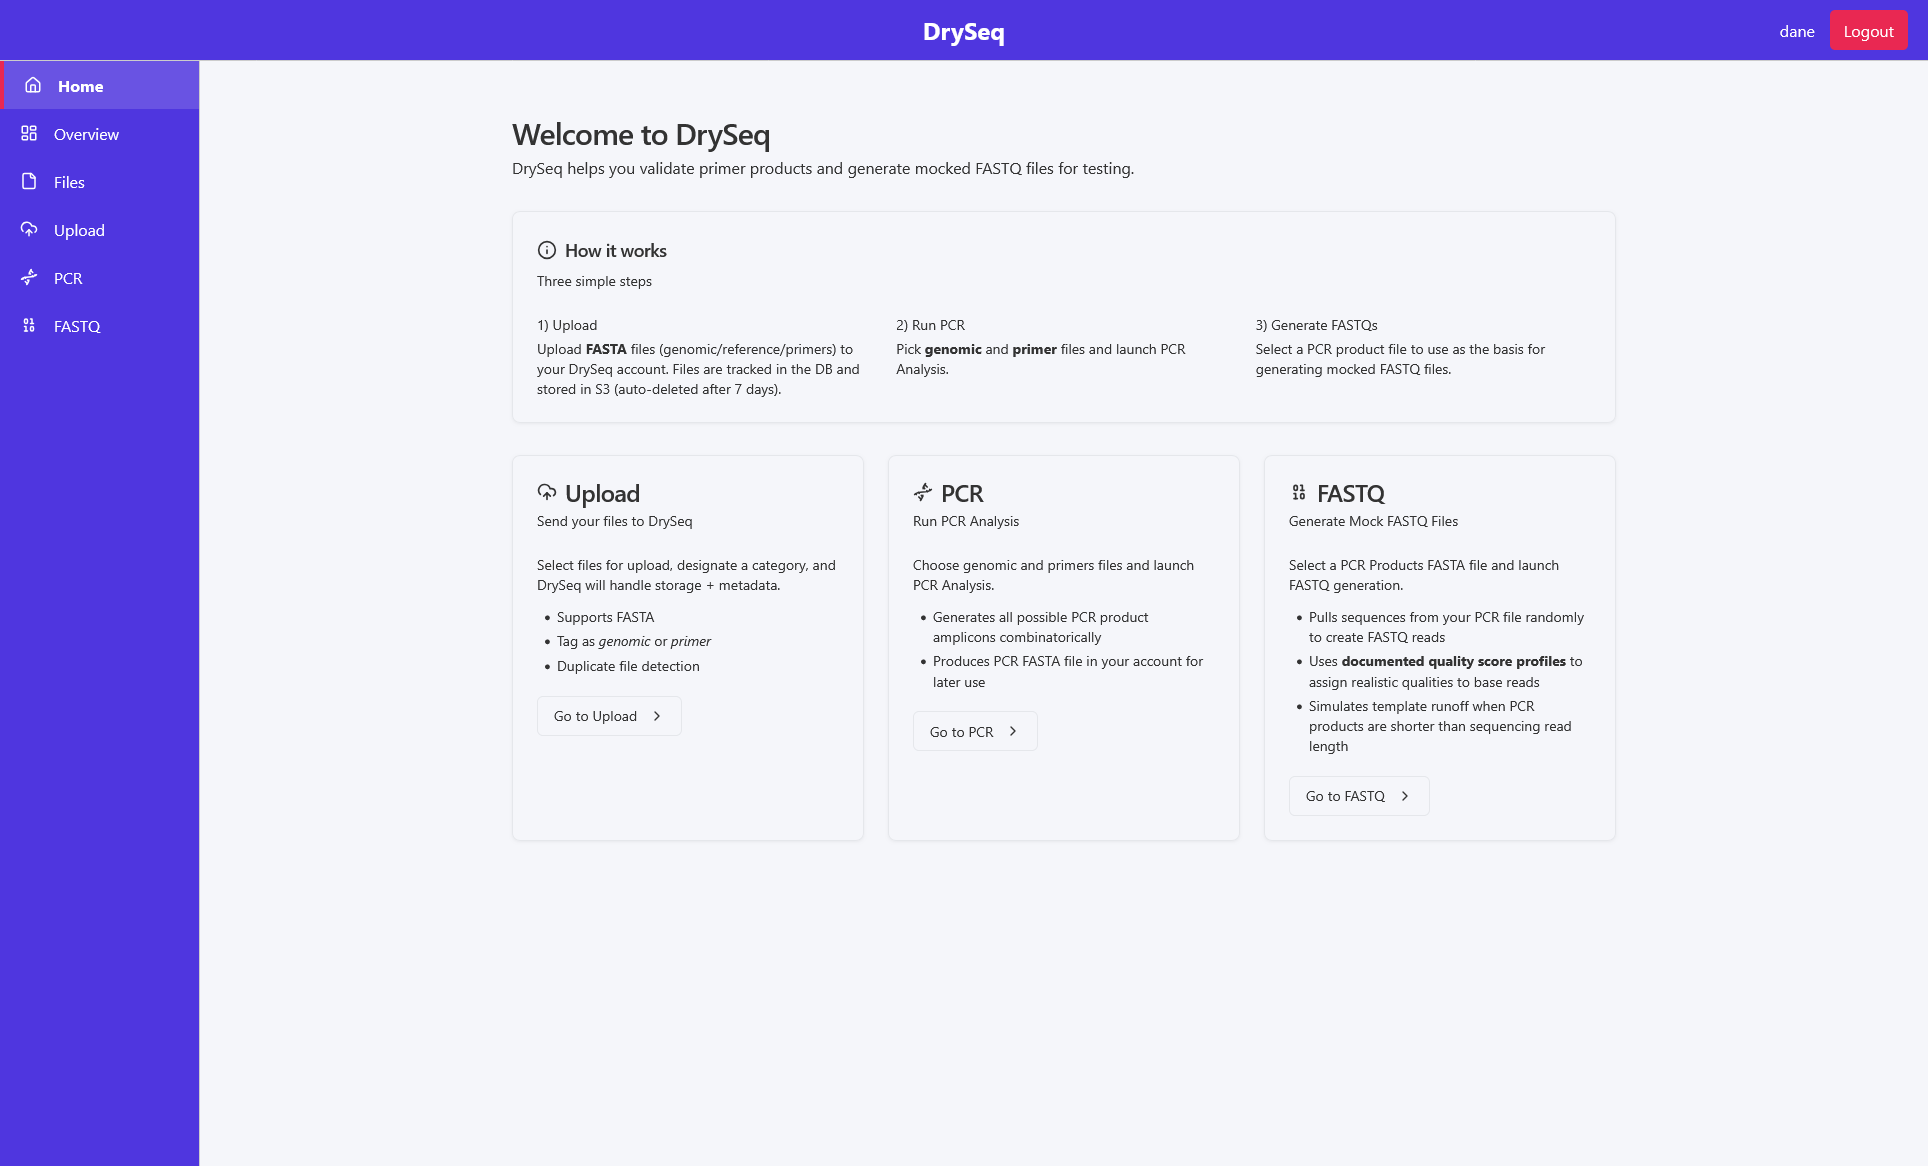 DrySeq
dane
Logout
Home
Overview
Files
Upload
PCR
FASTQ
Welcome to DrySeq
DrySeq helps you validate primer products and generate mocked FASTQ files for testing.
How it works
Three simple steps
1) Upload
Upload FASTA files (genomic/reference/primers) to
your DrySeq account. Files are tracked in the DB and
stored in S3 (auto-deleted after 7 days).
2) Run PCR
Pick genomic and primer files and launch PCR
Analysis.
3) Generate FASTQs
Select a PCR product file to use as the basis for
generating mocked FASTQ files.
Upload
Send your files to DrySeq
Select files for upload, designate a category, and
DrySeq will handle storage + metadata.
• Supports FASTA
• Tag as genomic or primer
• Duplicate file detection
Go to Upload
PCR
Run PCR Analysis
Choose genomic and primers files and launch
PCR Analysis.
• Generates all possible PCR product
amplicons combinatorically
• Produces PCR FASTA file in your account for
later use
Go to PCR
FASTQ
Generate Mock FASTQ Files
Select a PCR Products FASTA file and launch
FASTQ generation.
• Pulls sequences from your PCR file randomly
to create FASTQ reads
• Uses documented quality score profiles to
assign realistic qualities to base reads
• Simulates template runoff when PCR
products are shorter than sequencing read
length
Go to FASTQ